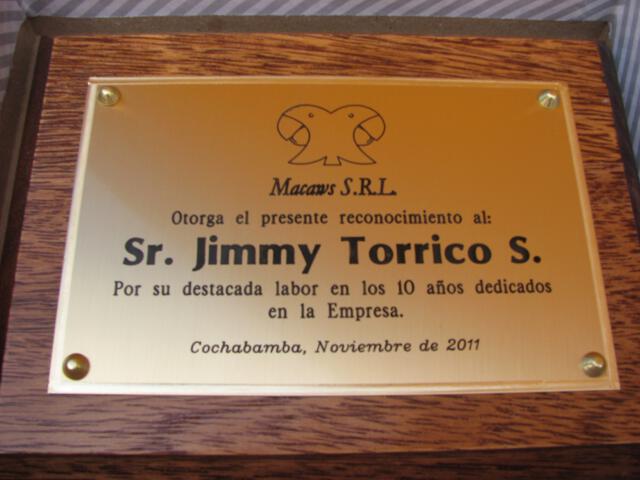 Macaws S.R.L.
Otorga el presente reconocimiento al:
Sr. Jimmy Torrico S.
Por su destacada labor en los 10 años dedicados
en la Empresa.
Cochabamba, Noviembre de 2011